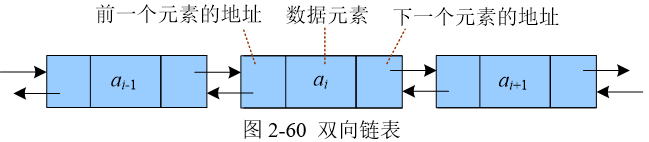 前一个元素的地址 数据元素 下一个元素的地址
aᵢ₋₁ aᵢ aᵢ₊₁
图 2-60 双向链表